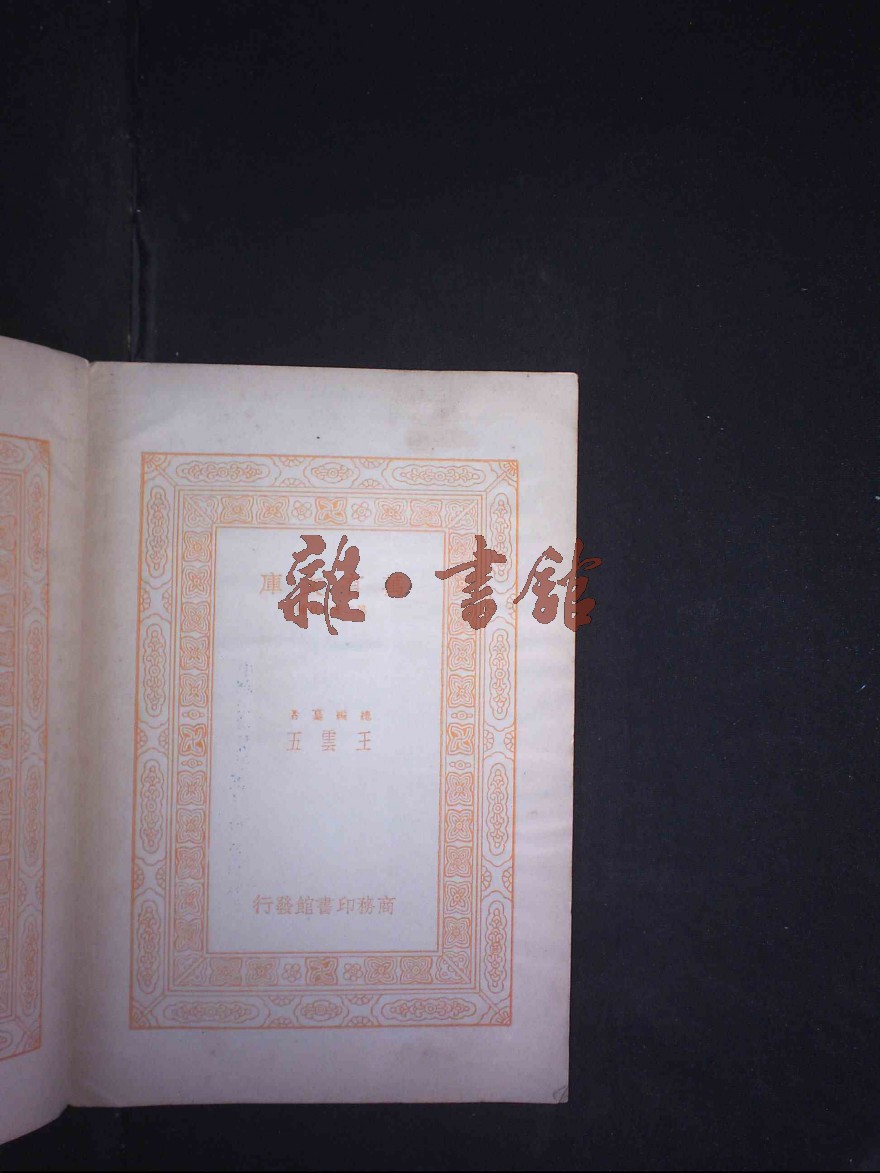 庫
雜・書館
總編纂者
王雲五
商務印書館發行